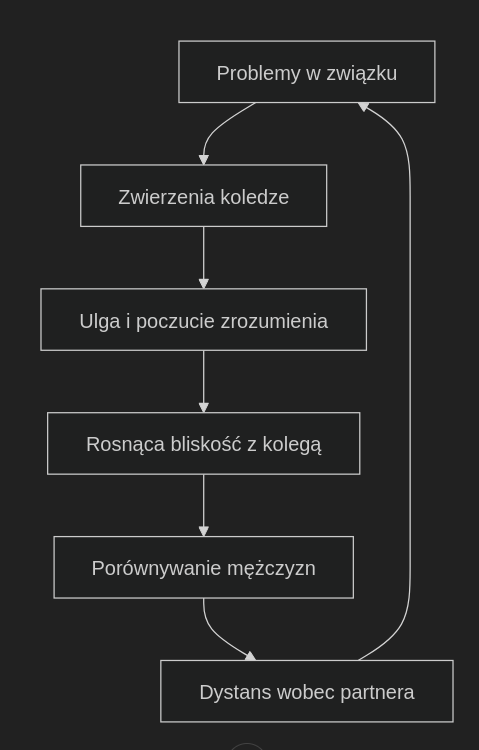 Problemy w związku
Zwierzenia koledze
Ulga i poczucie zrozumienia
Rosnąca bliskość z kolegą
Porównywanie mężczyzn
Dystans wobec partnera